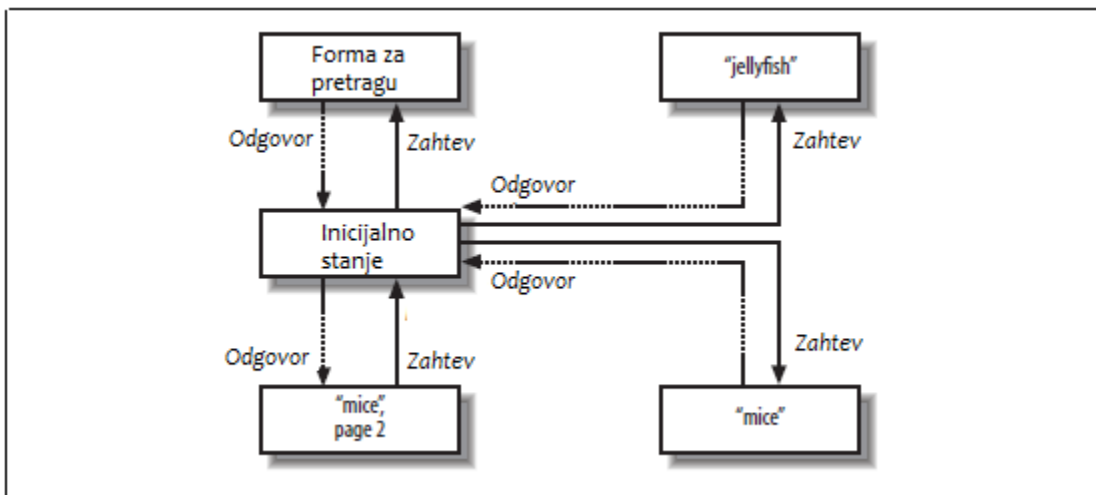 Forma za
pretragu
“jellyfish”
Odgovor
Zahtev
Zahtev
Odgovor
Inicijalno
stanje
Odgovor
Odgovor
Zahtev
Zahtev
“mice”,
page 2
“mice”